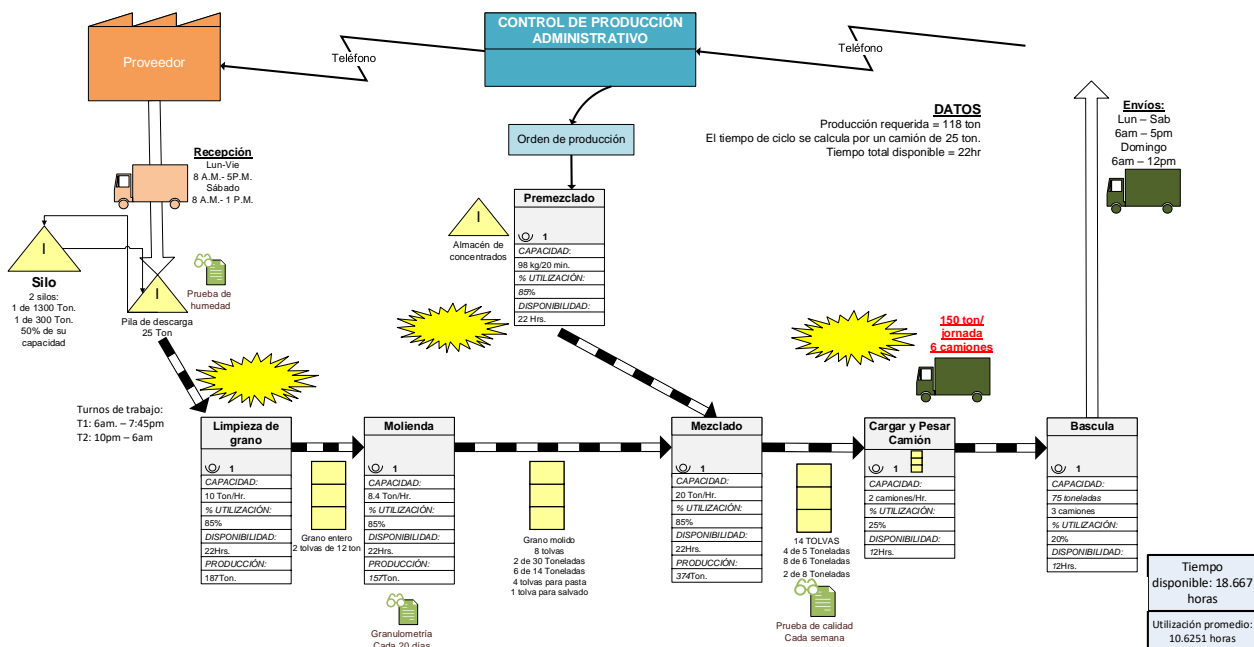 CONTROL DE PRODUCCIÓN
ADMINISTRATIVO
Proveedor
Teléfono
Teléfono
Orden de producción
DATOS
Producción requerida = 118 ton
El tiempo de ciclo se calcula por un camión de 25 ton.
Tiempo total disponible = 22hr
Envíos:
Lun – Sab
6am – 5pm
Domingo
6am – 12pm
Recepción
Lun-Vie
8 A.M.- 5P.M.
Sábado
8 A.M.- 1 P.M.
I
Silo
2 silos:
1 de 1300 Ton.
1 de 300 Ton.
50% de su
capacidad
I
Pila de descarga
25 Ton
Prueba de
humedad
I
Almacén de
concentrados
Premezclado
1
CAPACIDAD:
98 kg/20 min.
% UTILIZACIÓN:
85%
DISPONIBILIDAD:
22 Hrs.
150 ton/
jornada
6 camiones
Turnos de trabajo:
T1: 6am. – 7:45pm
T2: 10pm – 6am
Limpieza de
grano
1
CAPACIDAD:
10 Ton/Hr.
% UTILIZACIÓN:
85%
DISPONIBILIDAD:
22Hrs.
PRODUCCIÓN:
187Ton.
Grano entero
2 tolvas de 12 ton
Molienda
1
CAPACIDAD:
8.4 Ton/Hr.
% UTILIZACIÓN:
85%
DISPONIBILIDAD:
22Hrs.
PRODUCCIÓN:
157Ton.
Granulometría
Cada 20 días
Grano molido
8 tolvas
2 de 30 Toneladas
6 de 14 Toneladas
4 tolvas para pasta
1 tolva para salvado
Mezclado
1
CAPACIDAD:
20 Ton/Hr.
% UTILIZACIÓN:
85%
DISPONIBILIDAD:
22Hrs.
PRODUCCIÓN:
374Ton.
14 TOLVAS
4 de 5 Toneladas
8 de 6 Toneladas
2 de 8 Toneladas
Prueba de calidad
Cada semana
Cargar y Pesar
Camión
1
CAPACIDAD:
2 camiones/Hr.
% UTILIZACIÓN:
25%
DISPONIBILIDAD:
12Hrs.
Bascula
1
CAPACIDAD:
75 toneladas
3 camiones
% UTILIZACIÓN:
20%
DISPONIBILIDAD:
12Hrs.
Tiempo
disponible: 18.667
horas
Utilización promedio:
10.6251 horas